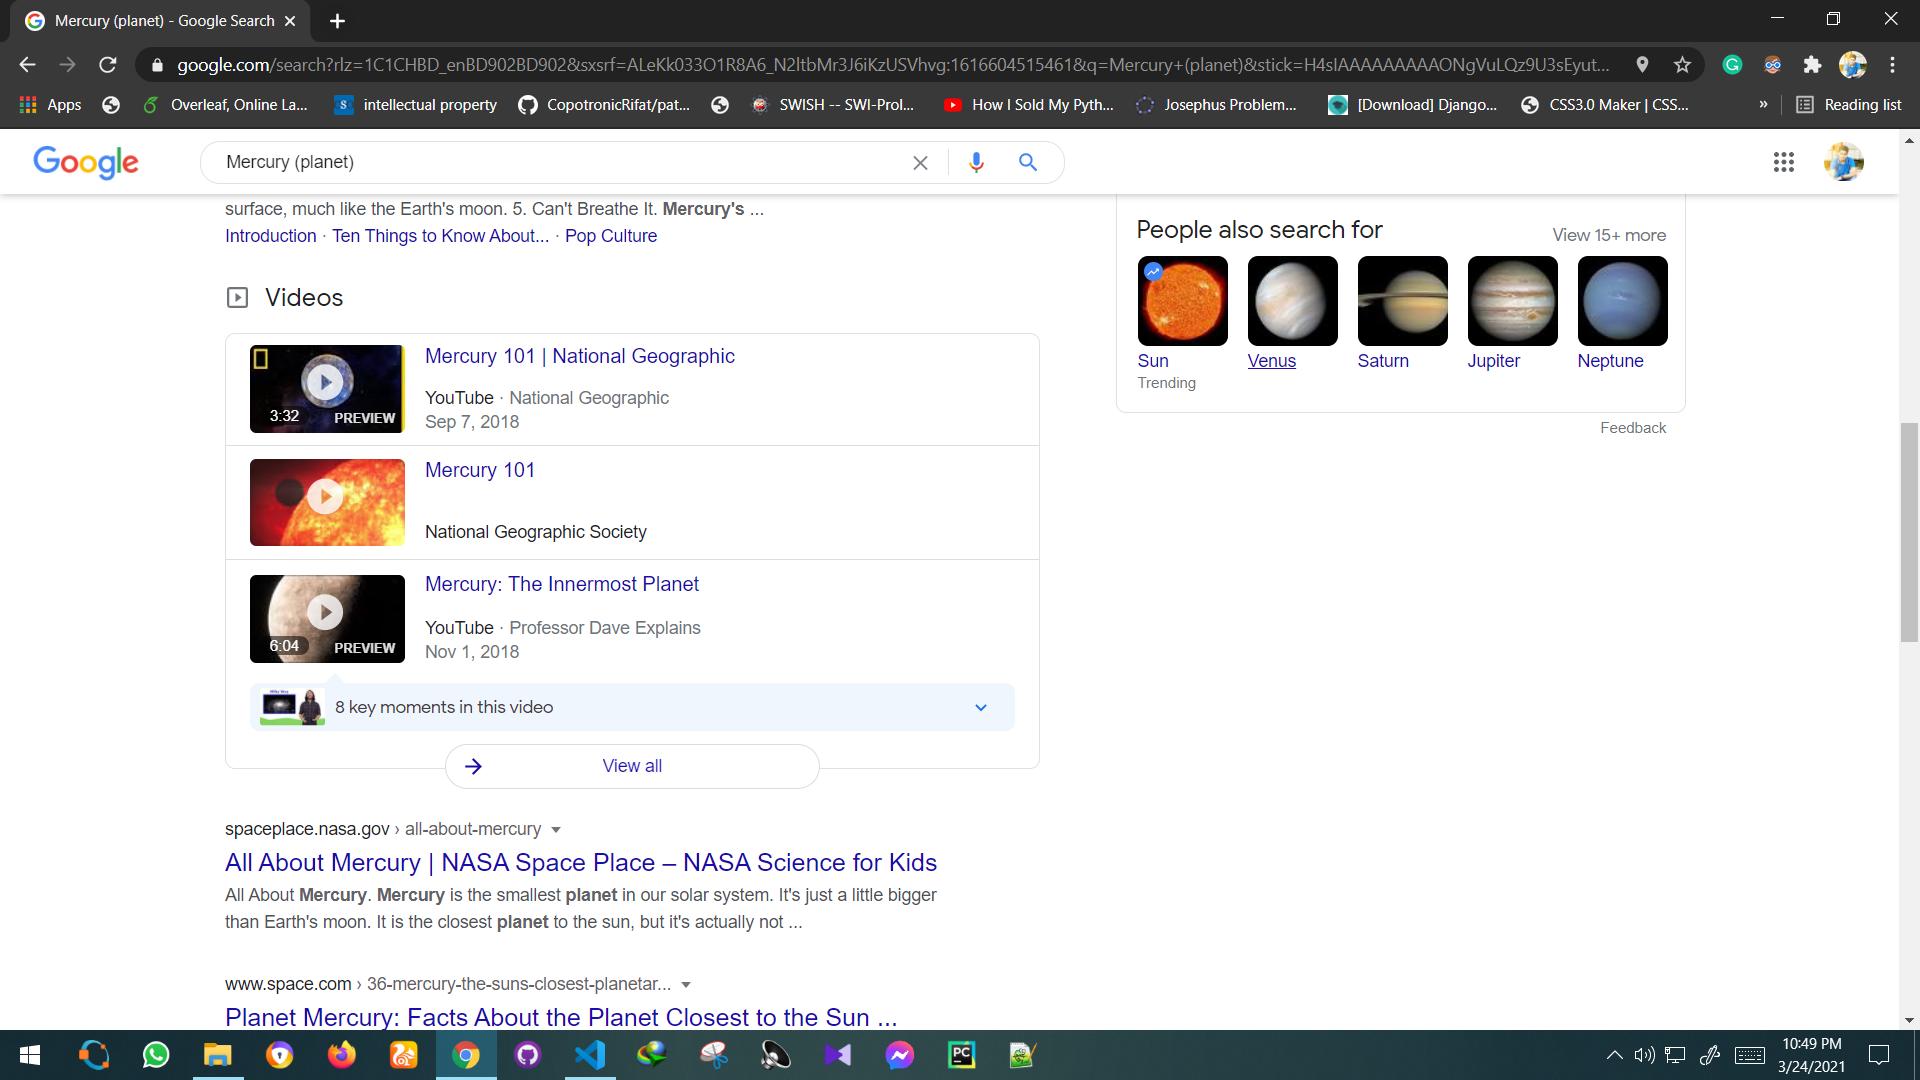 Mercury (planet) - Google Search
google.com/search?rlz=1C1CHBD_enBD902BD902&sxsrf=ALeKk033O1R8A6_N2ltbMr3J6iKzUSVhvg:1616604515461&q=Mercury+(planet)&stick=H4sIAAAAAAAAAONgVuLQz9U3sEyut...
Apps
Overleaf, Online La...
intellectual property
CopotronicRifat/pat...
SWISH -- SWI-Prol...
How I Sold My Pyth...
Josephus Problem...
[Download] Django...
CSS3.0 Maker | CSS...
»
Reading list
Google
Mercury (planet)
surface, much like the Earth's moon. 5. Can't Breathe It. Mercury's ...
Introduction · Ten Things to Know About... · Pop Culture
Videos
Mercury 101 | National Geographic
YouTube · National Geographic
Sep 7, 2018
3:32 PREVIEW
Mercury 101
National Geographic Society
Mercury: The Innermost Planet
YouTube · Professor Dave Explains
Nov 1, 2018
6:04 PREVIEW
8 key moments in this video
View all
spaceplace.nasa.gov › all-about-mercury
All About Mercury | NASA Space Place – NASA Science for Kids
All About Mercury. Mercury is the smallest planet in our solar system. It's just a little bigger
than Earth's moon. It is the closest planet to the sun, but it's actually not ...
www.space.com › 36-mercury-the-suns-closest-planetar...
Planet Mercury: Facts About the Planet Closest to the Sun ...
People also search for
View 15+ more
Sun
Trending
Venus
Saturn
Jupiter
Neptune
Feedback
PC
10:49 PM
3/24/2021